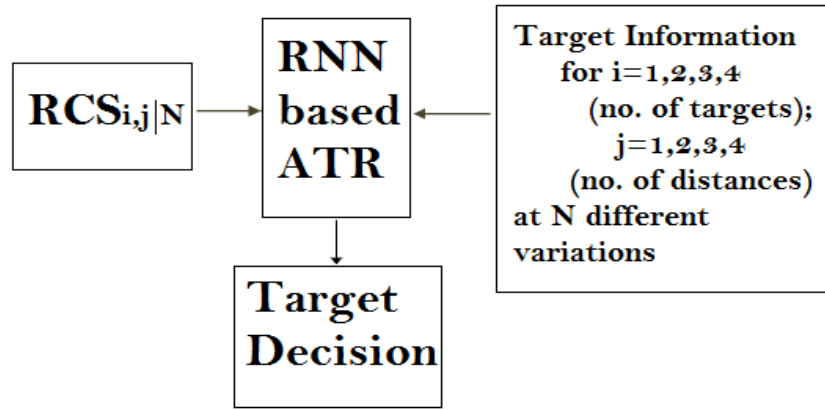 RCSi,j|N
RNN
based
ATR
Target Information
for i=1,2,3,4
(no. of targets);
j=1,2,3,4
(no. of distances)
at N different
variations
Target
Decision